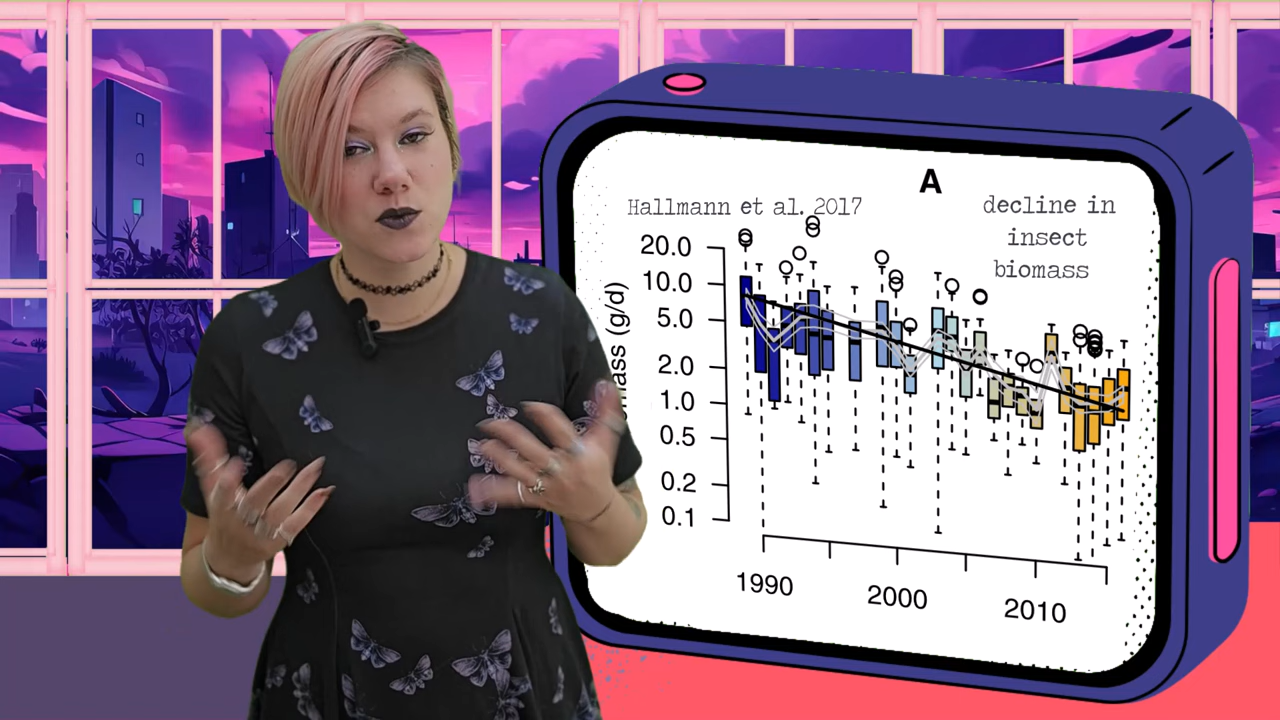 A
Hallmann et al. 2017
decline in
insect
biomass
20.0
10.0
5.0
2.0
1.0
0.5
0.2
0.1
(g/d)
1990
2000
2010